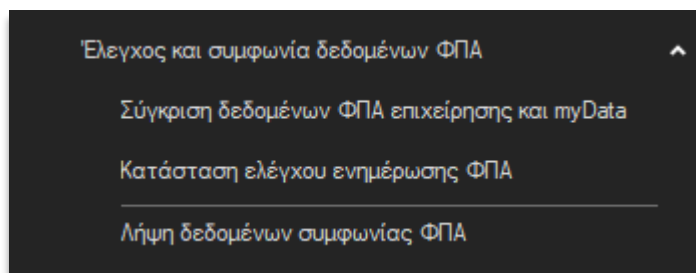 Έλεγχος και συμφωνία δεδομένων ΦΠΑ
Σύγκριση δεδομένων ΦΠΑ επιχείρησης και myData
Κατάσταση ελέγχου ενημέρωσης ΦΠΑ
Λήψη δεδομένων συμφωνίας ΦΠΑ